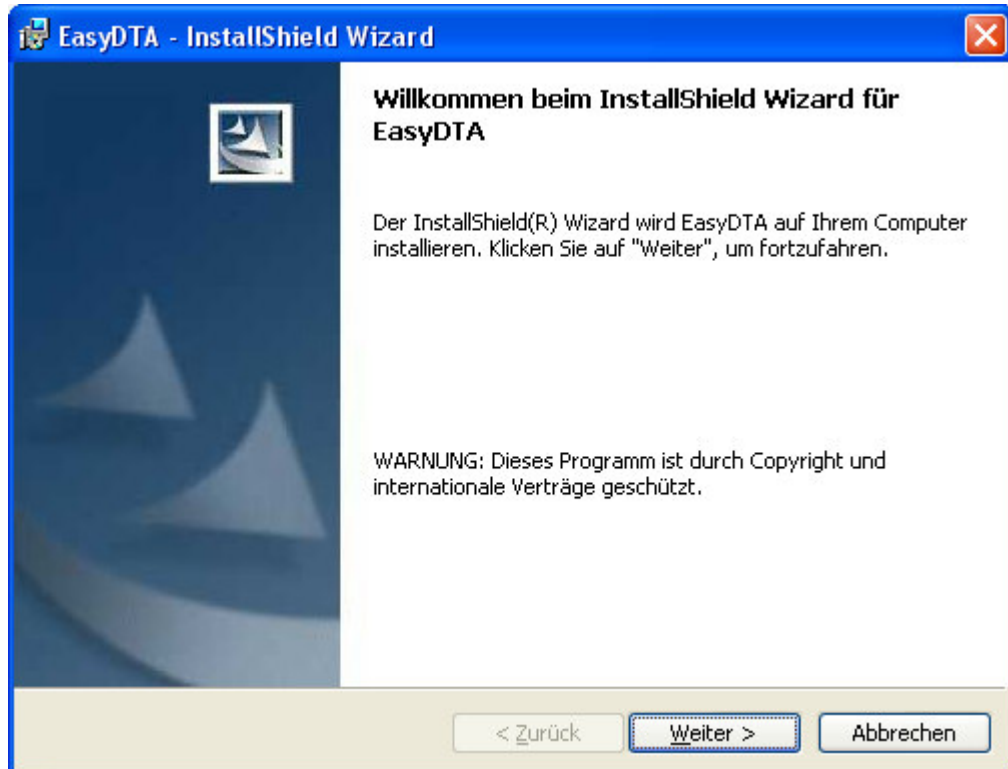 EasyDTA - InstallShield Wizard
Willkommen beim InstallShield Wizard für
EasyDTA
Der InstallShield(R) Wizard wird EasyDTA auf Ihrem Computer
installieren. Klicken Sie auf "Weiter", um fortzufahren.
WARNUNG: Dieses Programm ist durch Copyright und
internationale Verträge geschützt.
< Zurück
Weiter >
Abbrechen